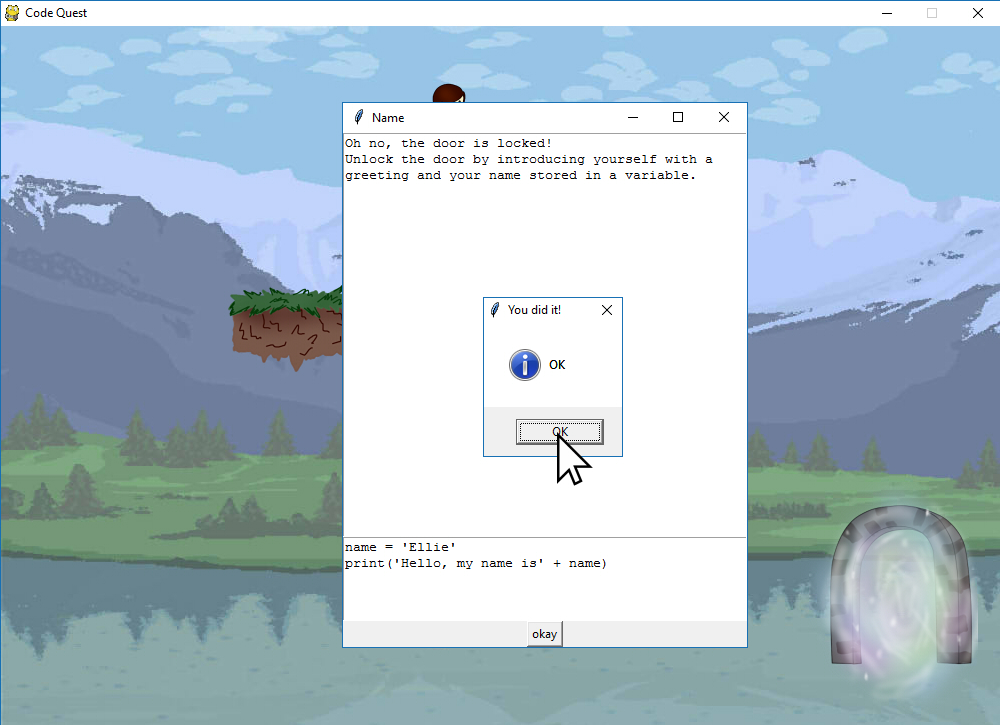 Code Quest
Name
Oh no, the door is locked!
Unlock the door by introducing yourself with a
greeting and your name stored in a variable.
You did it!
OK
OK
name = 'Ellie'
print('Hello, my name is' + name)
okay